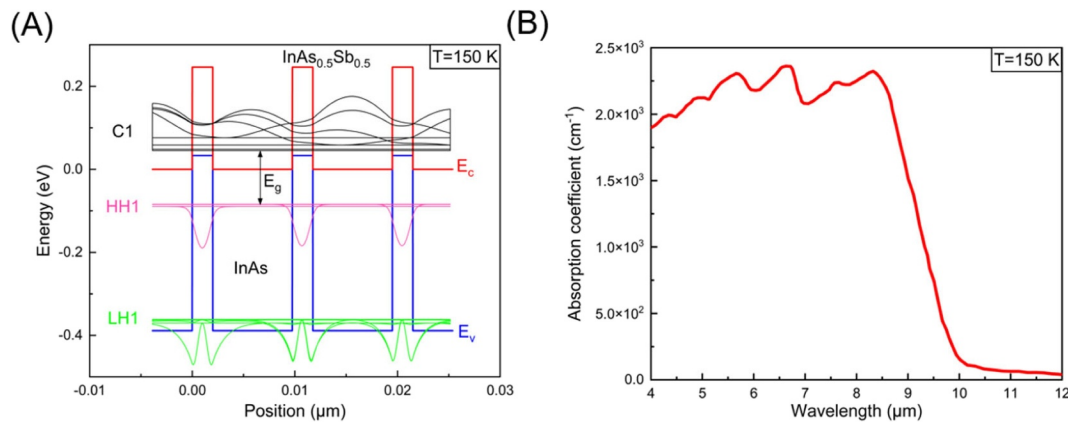 (A)
InAs₀.₅Sb₀.₅
T=150 K
C1
E_c
E_g
HH1
InAs
LH1
E_v
Energy (eV)
0.2
0.0
-0.2
-0.4
-0.01
0.00
0.01
0.02
0.03
Position (μm)
(B)
T=150 K
Absorption coefficient (cm⁻¹)
2.5×10³
2.0×10³
1.5×10³
1.0×10³
5.0×10²
0.0
4
5
6
7
8
9
10
11
12
Wavelength (μm)